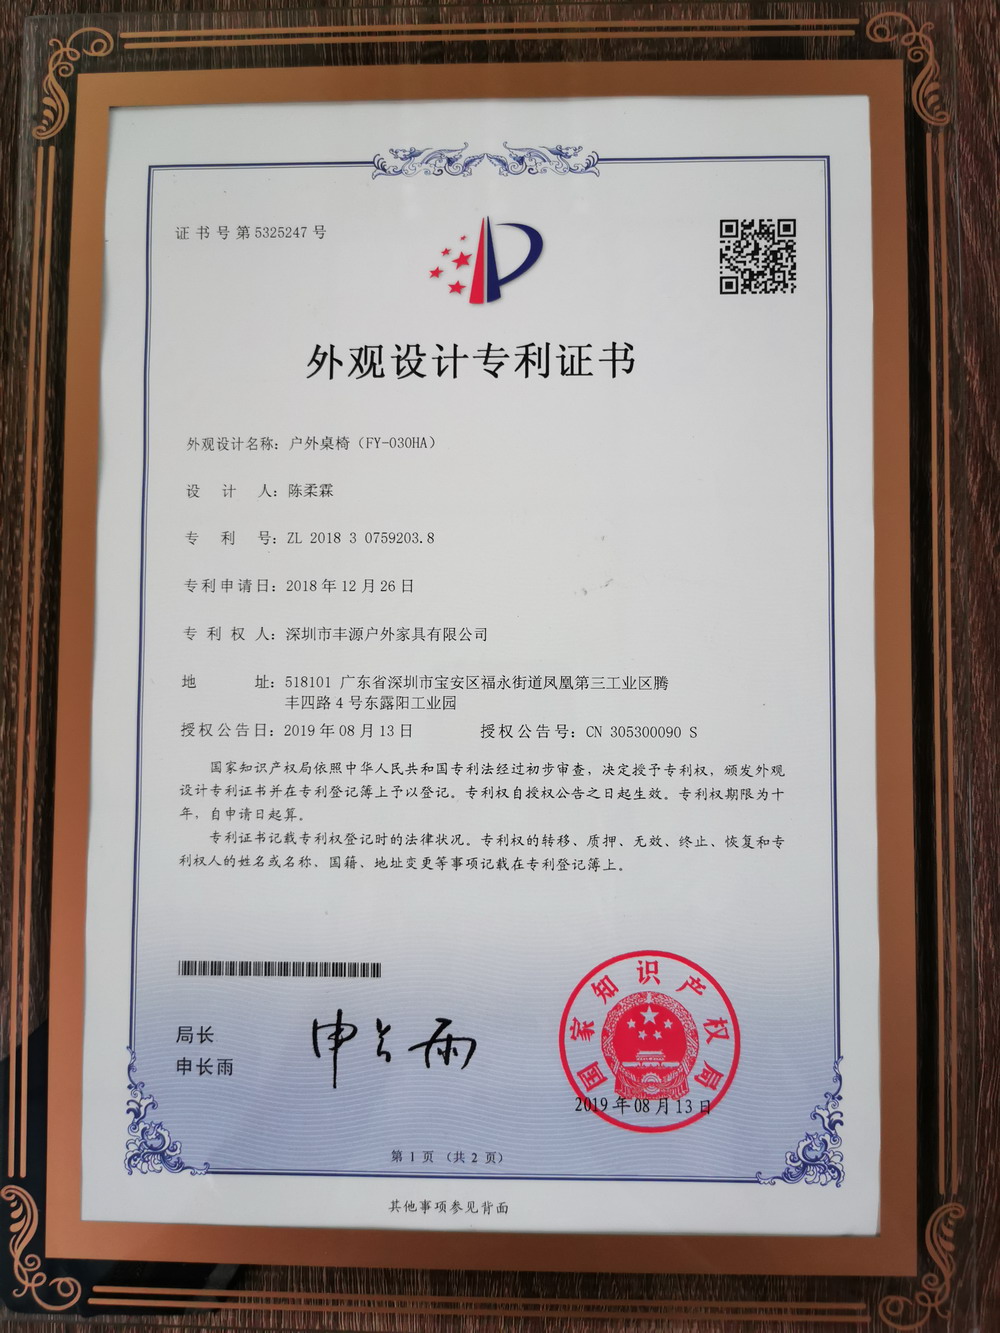 证书号第5325247号
外观设计专利证书
外观设计名称：户外桌椅（FY-030HA）
设计人：陈柔霖
专利号：ZL 2018 3 0759203.8
专利申请日：2018年12月26日
专利权人：深圳市丰源户外家具有限公司
地址：518101 广东省深圳市宝安区福永街道凤凰第三工业区腾
丰四路4号东露阳工业园
授权公告日：2019年08月13日 授权公告号：CN 305300090 S
国家知识产权局依照中华人民共和国专利法经过初步审查，决定授予专利权，颁发外观
设计专利证书并在专利登记簿上予以登记。专利权自授权公告之日起生效。专利权期限为十
年，自申请日起算。
专利证书记载专利权登记时的法律状况。专利权的转移、质押、无效、终止、恢复和专
利权人的姓名或名称、国籍、地址变更等事项记载在专利登记簿上。
局长
申长雨
申长雨
国家知识产权局
2019年08月13日
第1页（共2页）
其他事项参见背面